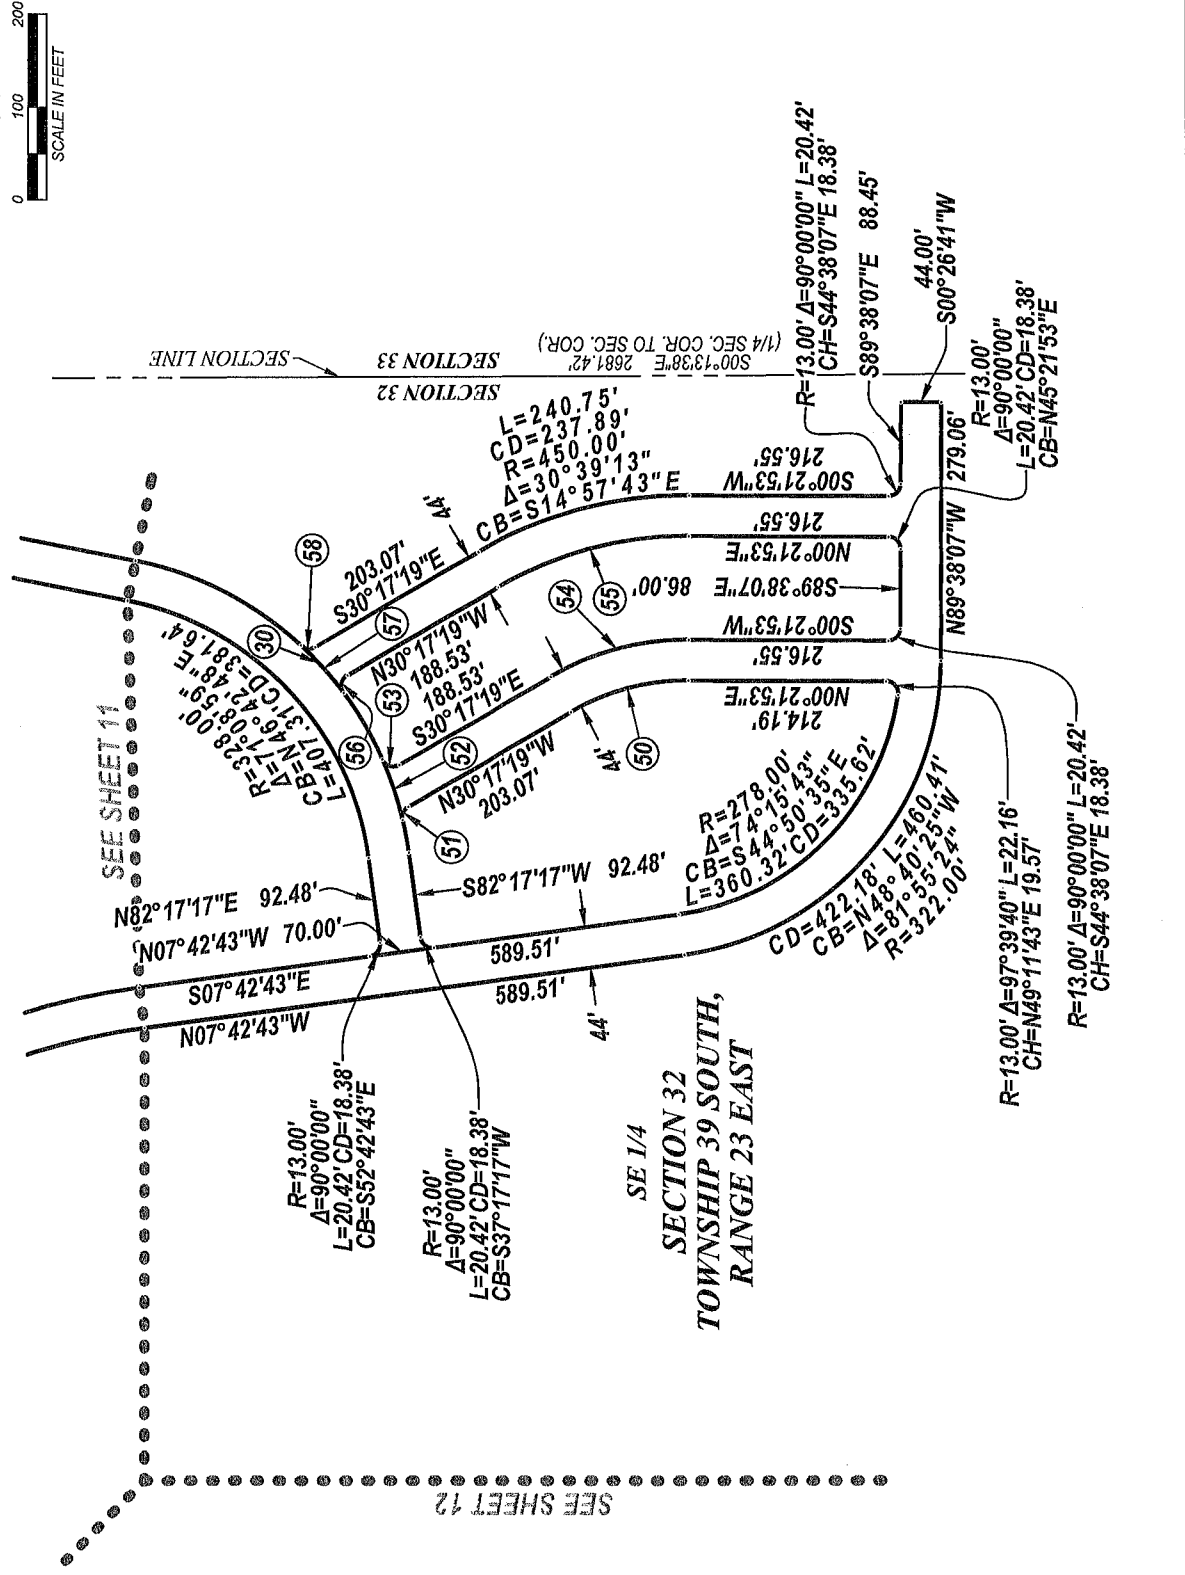 0 100 200
SCALE IN FEET
SEE SHEET 11
SEE SHEET 12
SECTION LINE
SECTION 33
SECTION 32
S00°13'38"E 2681.42'
(1/4 SEC. COR. TO SEC. COR.)
R=328.00'
Δ=71°08'59"
CB=N46°42'48"E
L=407.31' CD=381.64'
30
58
57
56
53
52
51
50
54
55
203.07'
S30°17'19"E
N30°17'19"W
188.53'
188.53'
S30°17'19"E
N30°17'19"W
203.07'
44'
44'
44'
L=240.75'
CD=237.89'
R=450.00'
Δ=30°39'13"
CB=S14°57'43"E
S00°21'53"W
216.55'
216.55'
N00°21'53"E
S89°38'07"E 86.00'
S00°21'53"W
216.55'
N00°21'53"E
214.19'
R=13.00' Δ=90°00'00" L=20.42'
CH=S44°38'07"E 18.38'
S89°38'07"E 88.45'
44.00'
S00°26'41"W
R=13.00'
Δ=90°00'00"
L=20.42' CD=18.38'
CB=N45°21'53"E
N89°38'07"W 279.06'
R=278.00'
Δ=74°15'43"
CB=S44°50'35"E
L=360.32' CD=335.62'
CD=422.18' L=460.41'
CB=N48°40'25"W
Δ=81°55'24"
R=322.00'
R=13.00' Δ=97°39'40" L=22.16'
CH=N49°11'43"E 19.57'
R=13.00' Δ=90°00'00" L=20.42'
CH=S44°38'07"E 18.38'
N82°17'17"E 92.48'
N07°42'43"W 70.00'
S07°42'43"E
N07°42'43"W
S82°17'17"W 92.48'
589.51'
589.51'
R=13.00'
Δ=90°00'00"
L=20.42' CD=18.38'
CB=S52°42'43"E
R=13.00'
Δ=90°00'00"
L=20.42' CD=18.38'
CB=S37°17'17"W
SE 1/4
SECTION 32
TOWNSHIP 39 SOUTH,
RANGE 23 EAST